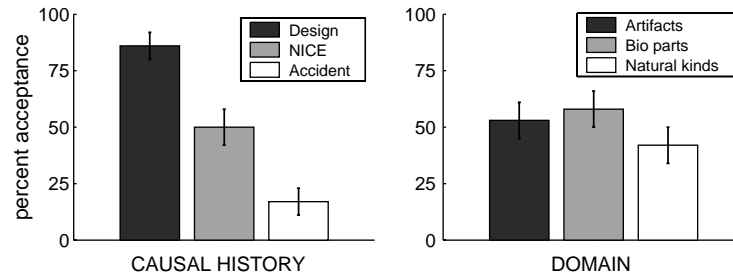 percent acceptance
100
75
50
25
0
Design
NICE
Accident
CAUSAL HISTORY
100
75
50
25
0
Artifacts
Bio parts
Natural kinds
DOMAIN